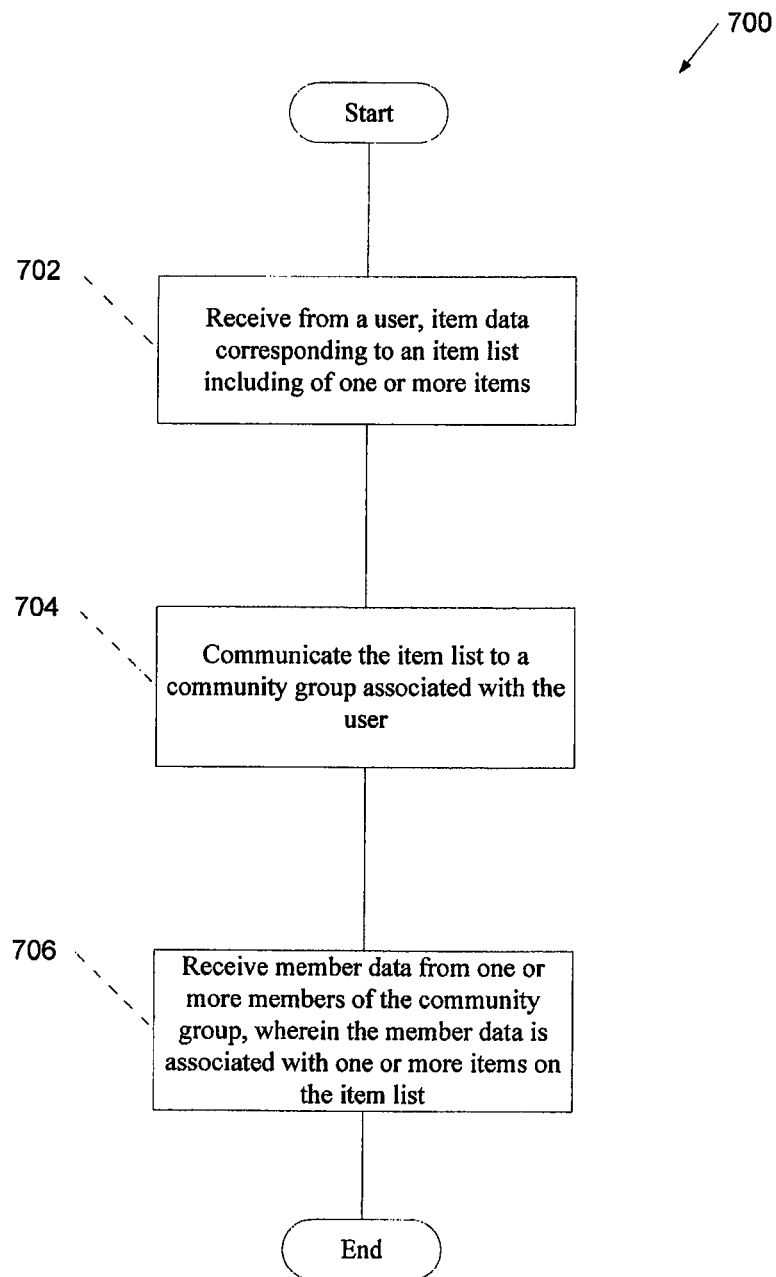 700
Start
702
Receive from a user, item data
corresponding to an item list
including of one or more items
704
Communicate the item list to a
community group associated with the
user
706
Receive member data from one or
more members of the community
group, wherein the member data is
associated with one or more items on
the item list
End